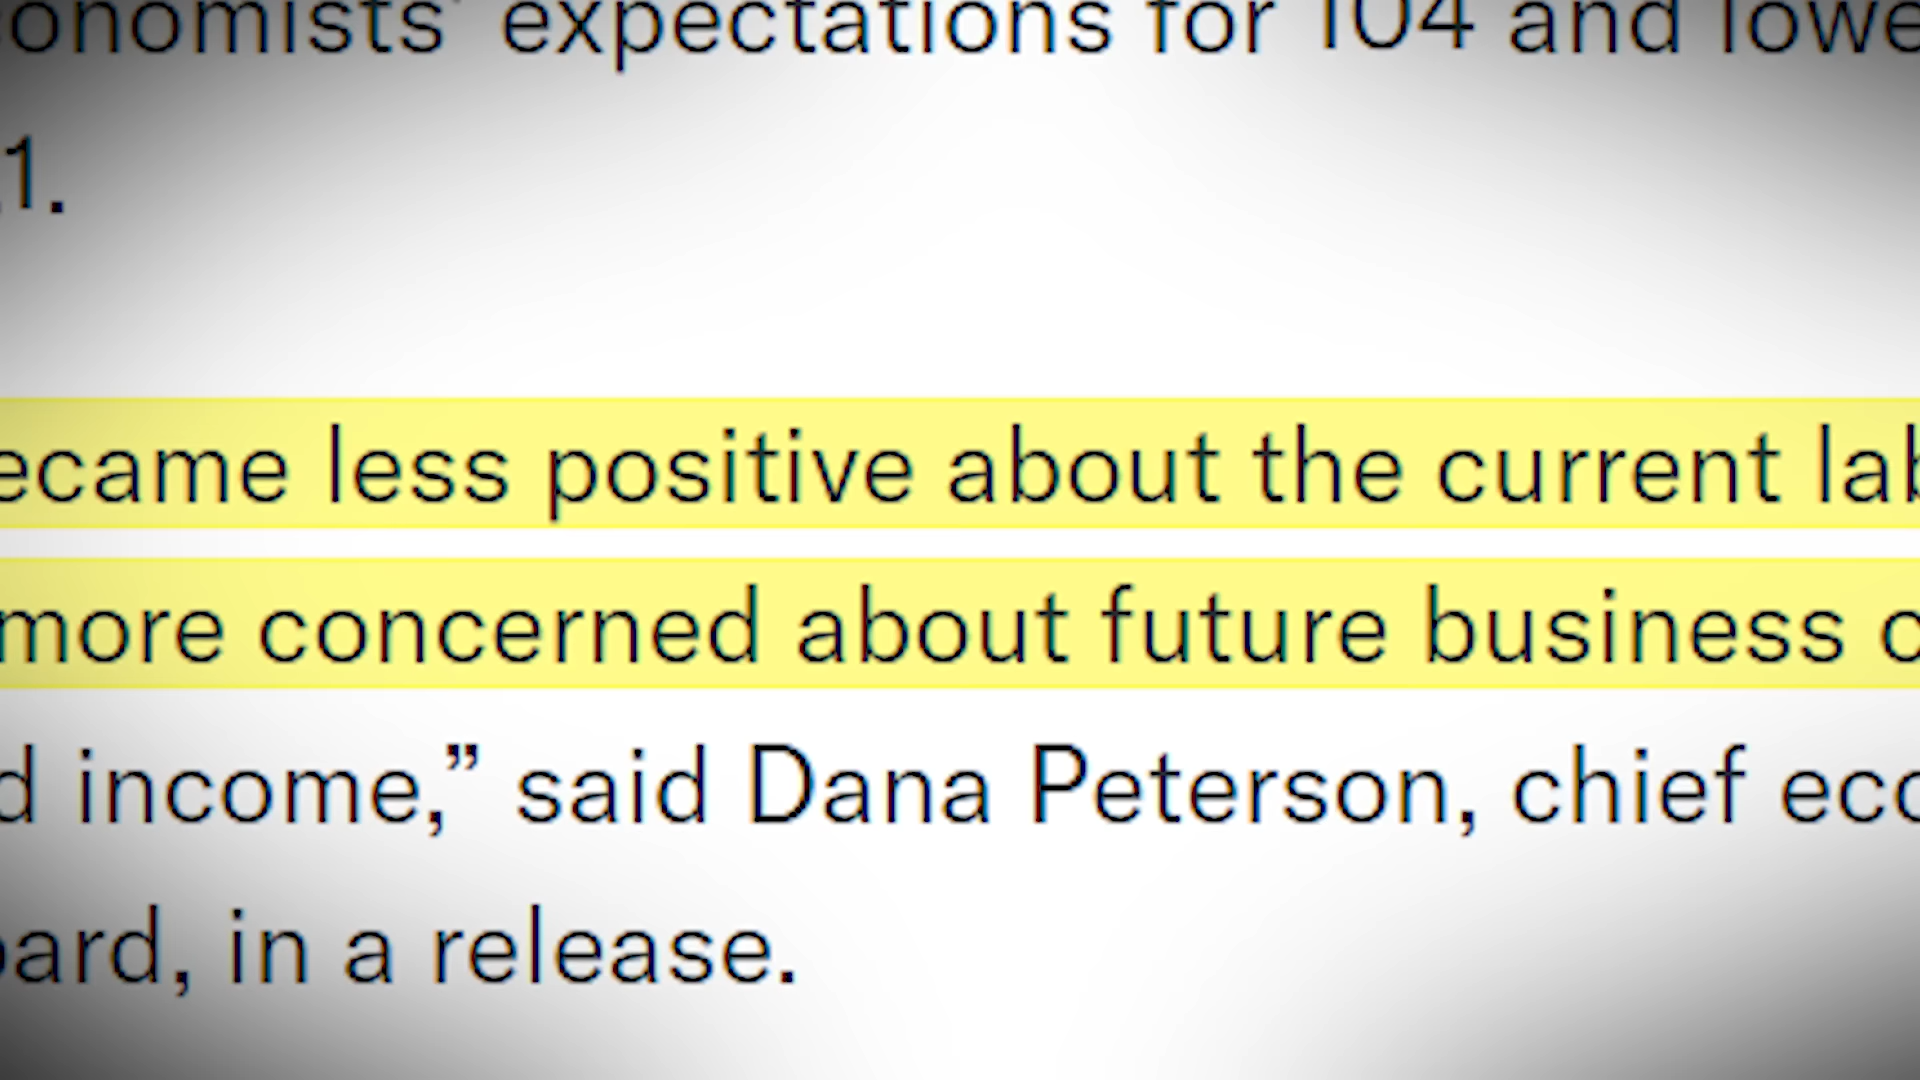 onomists’ expectations for 104 and lowe
.1.
ecame less positive about the current lab
more concerned about future business c
d income,” said Dana Peterson, chief eco
oard, in a release.